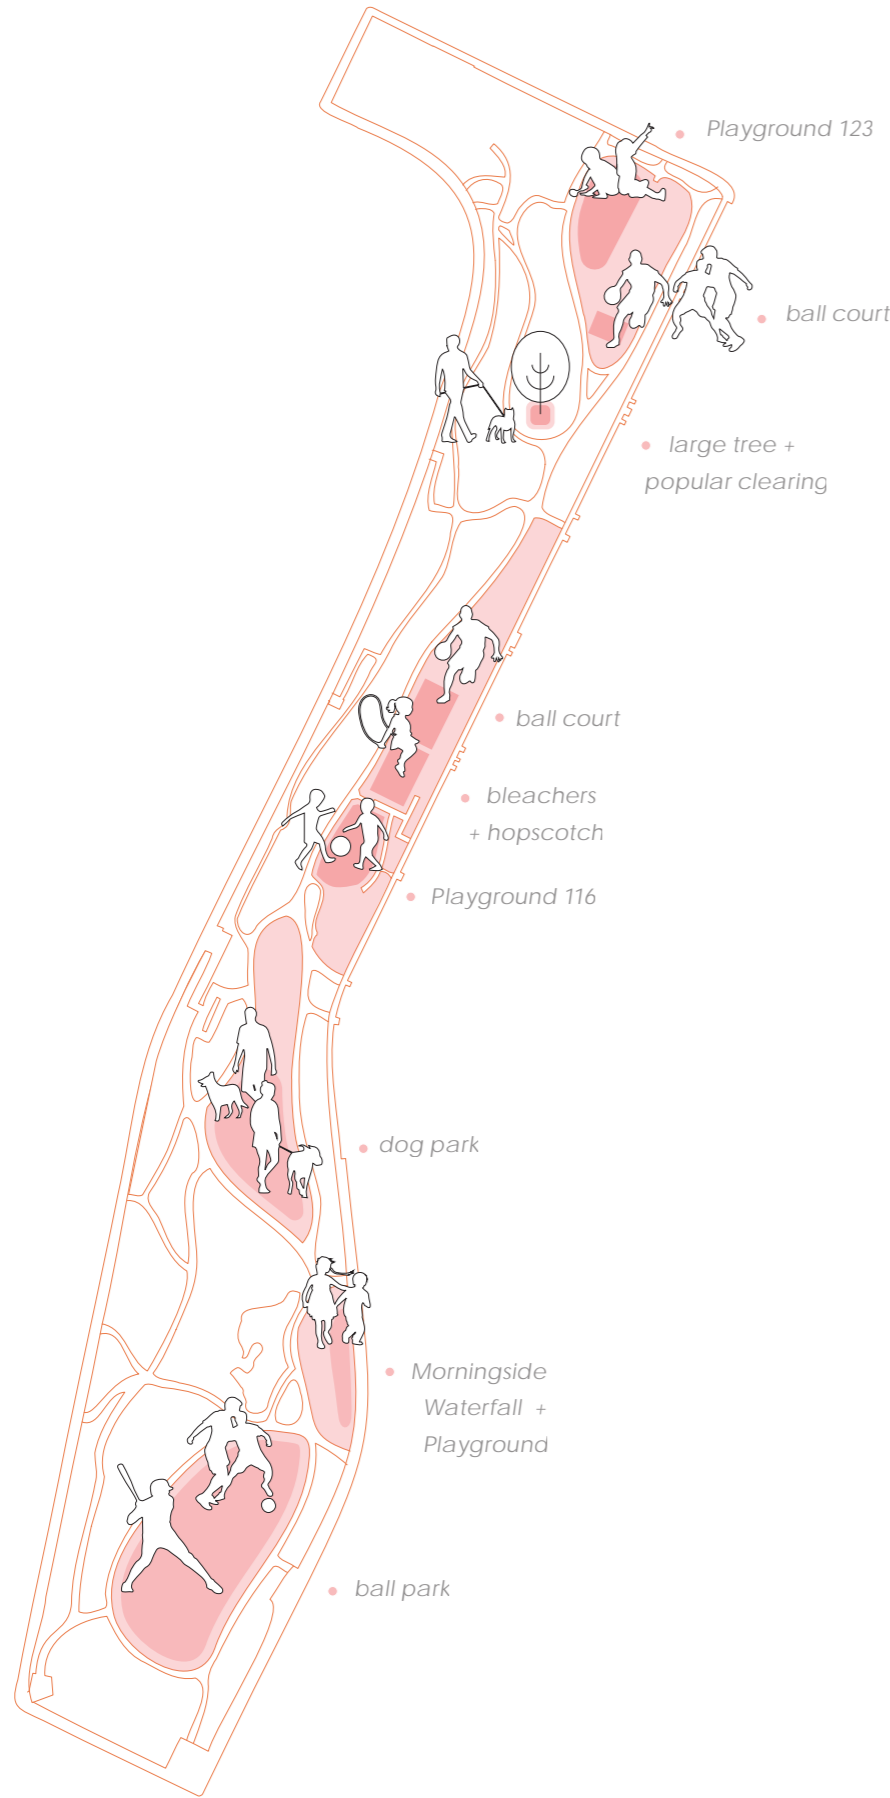 Playground 123
ball court
large tree +
popular clearing
ball court
bleachers
+ hopscotch
Playground 116
dog park
Morningside
Waterfall +
Playground
ball park